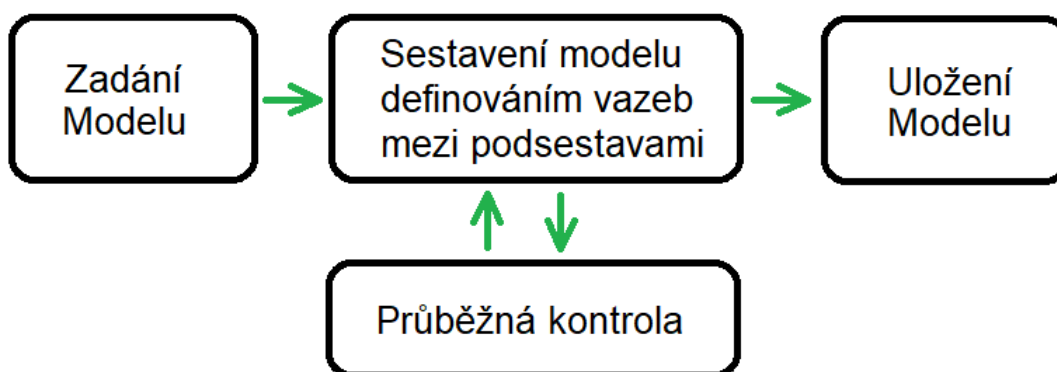 Zadání
Modelu
Sestavení modelu
definováním vazeb
mezi podsestavami
Uložení
Modelu
Průběžná kontrola